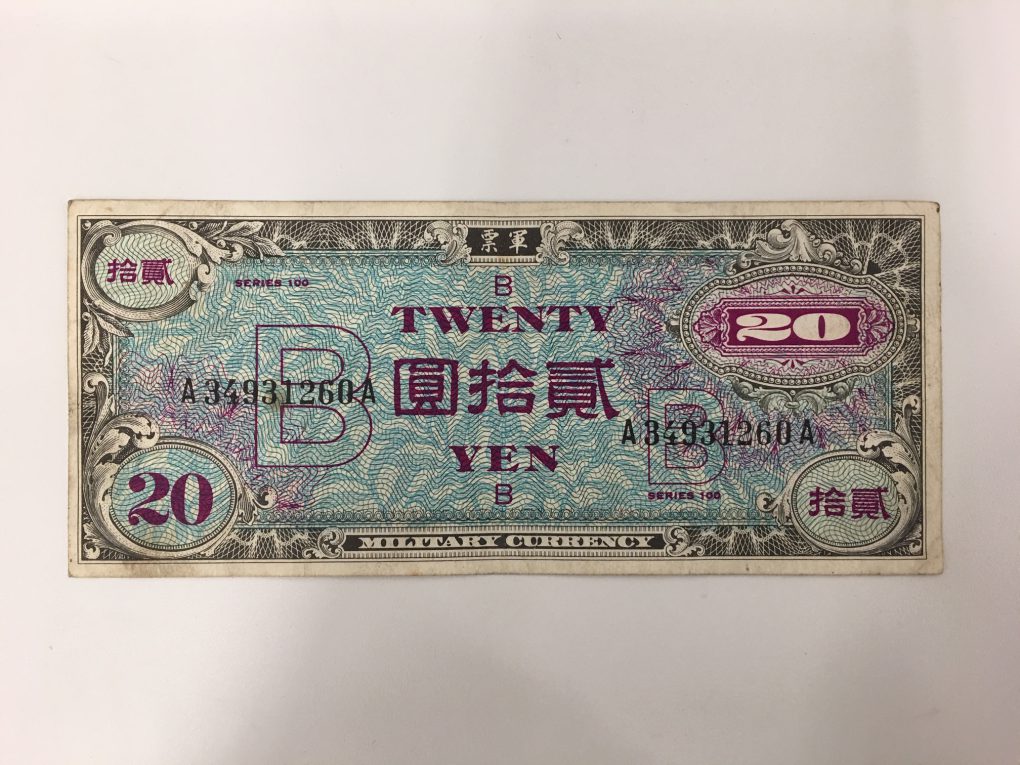 軍票
貳拾
SERIES 100
B
TWENTY
20
B
貳拾圓
A34931260A
B
A34931260A
YEN
20
B
SERIES 100
貳拾
MILITARY CURRENCY